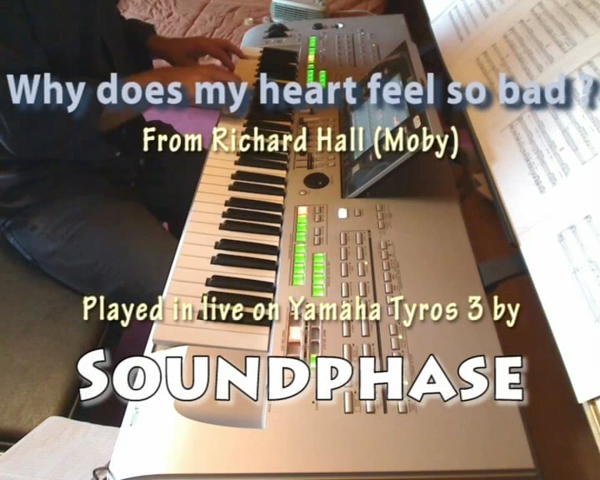 Why does my heart feel so bad ?
From Richard Hall (Moby)
Played in live on Yamaha Tyros 3 by
SOUNDPHASE